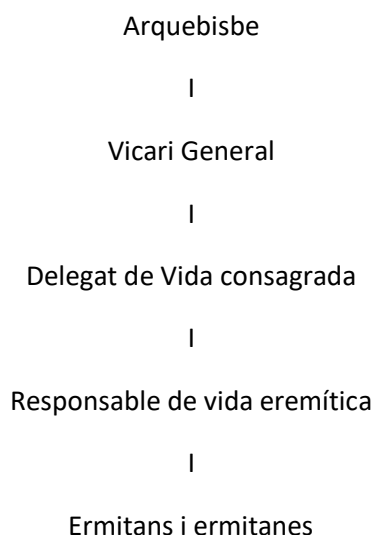 Arquebisbe
I
Vicari General
I
Delegat de Vida consagrada
I
Responsable de vida eremítica
I
Ermitans i ermitanes